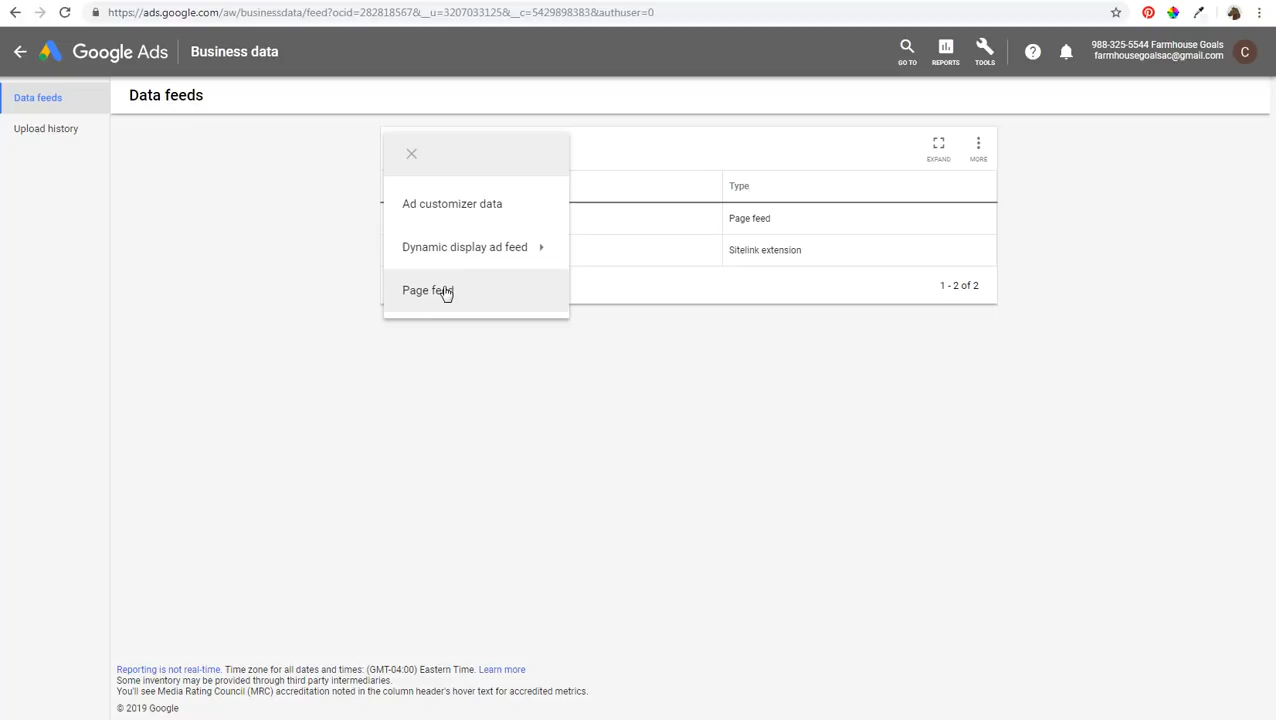 https://ads.google.com/aw/businessdata/feed?ocid=282818567&__u=3207033125&__c=5429898383&authuser=0
Google Ads
Business data
GO TO
REPORTS
TOOLS
988-325-5544 Farmhouse Goals
farmhousegoalsac@gmail.com
C
Data feeds
Upload history
Data feeds
EXPAND
MORE
Type
Ad customizer data
Page feed
Dynamic display ad feed
Sitelink extension
Page feed
1 - 2 of 2
Reporting is not real-time. Time zone for all dates and times: (GMT-04:00) Eastern Time. Learn more
Some inventory may be provided through third party intermediaries.
You'll see Media Rating Council (MRC) accreditation noted in the column header's hover text for accredited metrics.
© 2019 Google